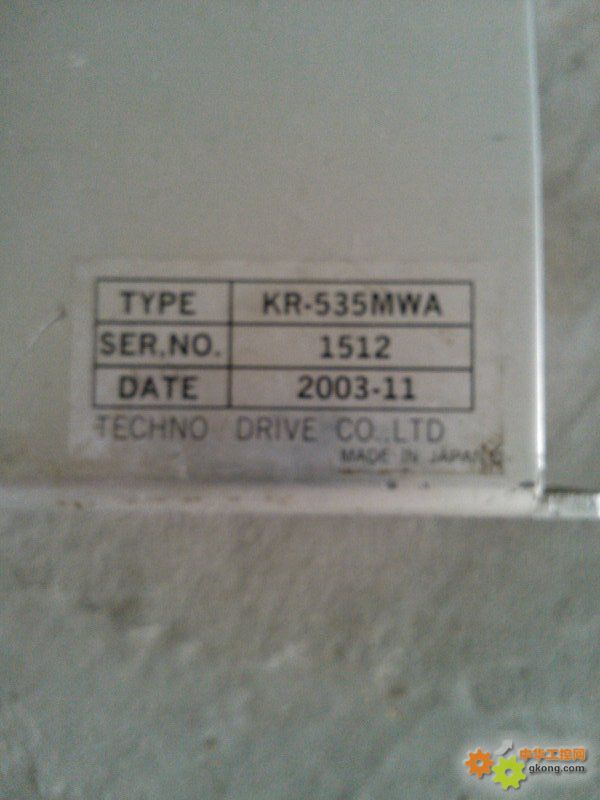 TYPE KR-535MWA
SER.NO. 1512
DATE 2003-11
TECHNO DRIVE CO.,LTD
MADE IN JAPAN
中华工控网
gkong.com